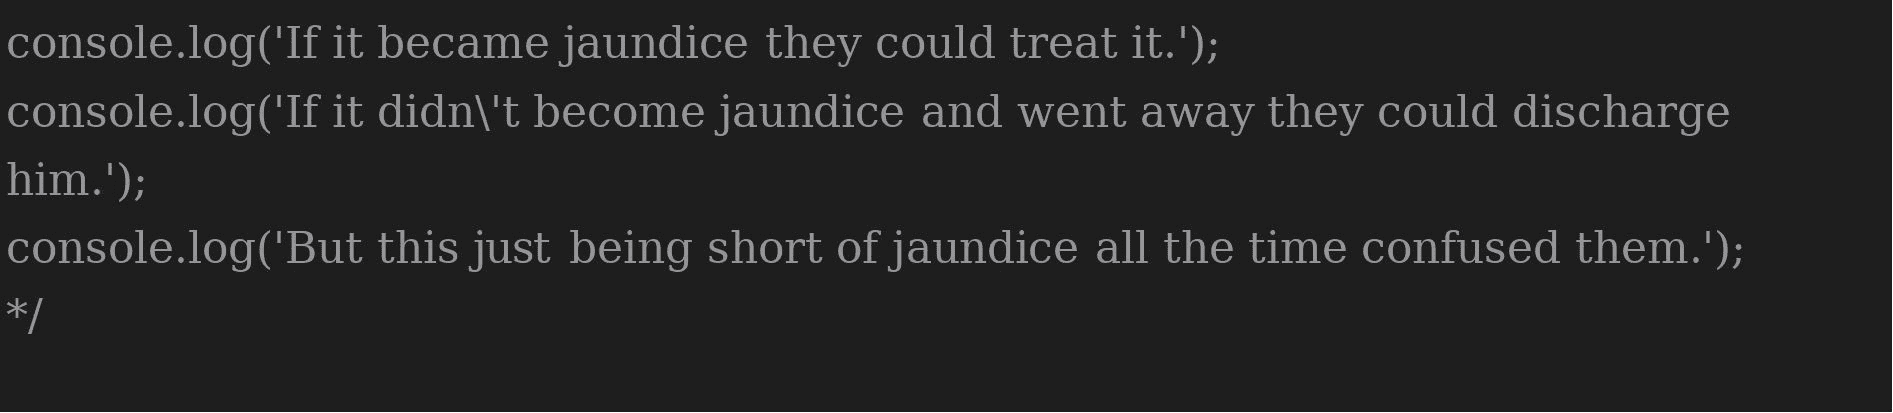 console.log('If it became jaundice they could treat it.');
console.log('If it didn\'t become jaundice and went away they could discharge
him.');
console.log('But this just being short of jaundice all the time confused them.');
*/